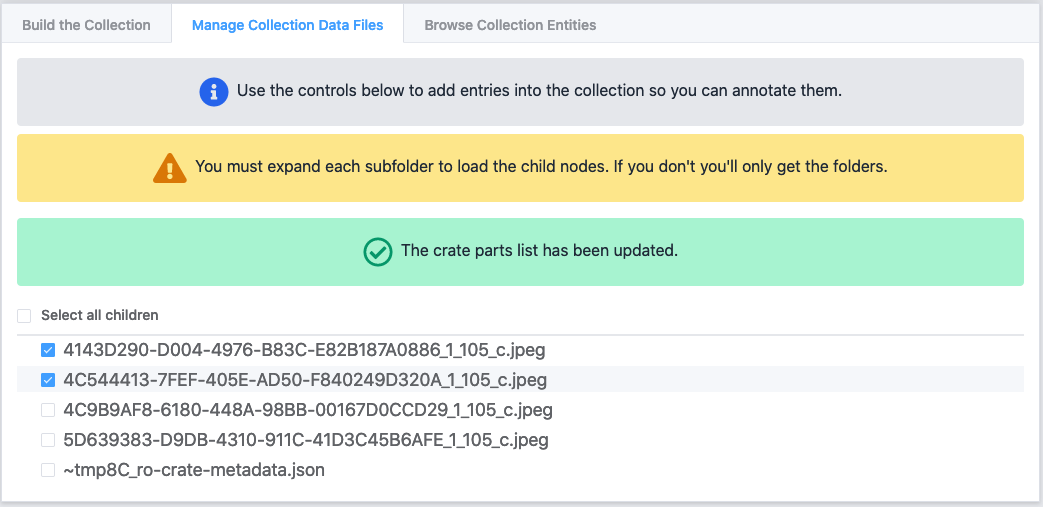 Build the Collection
Manage Collection Data Files
Browse Collection Entities
Use the controls below to add entries into the collection so you can annotate them.
You must expand each subfolder to load the child nodes. If you don't you'll only get the folders.
The crate parts list has been updated.
Select all children
4143D290-D004-4976-B83C-E82B187A0886_1_105_c.jpeg
4C544413-7FEF-405E-AD50-F840249D320A_1_105_c.jpeg
4C9B9AF8-6180-448A-98BB-00167D0CCD29_1_105_c.jpeg
5D639383-D9DB-4310-911C-41D3C45B6AFE_1_105_c.jpeg
~tmp8C_ro-crate-metadata.json